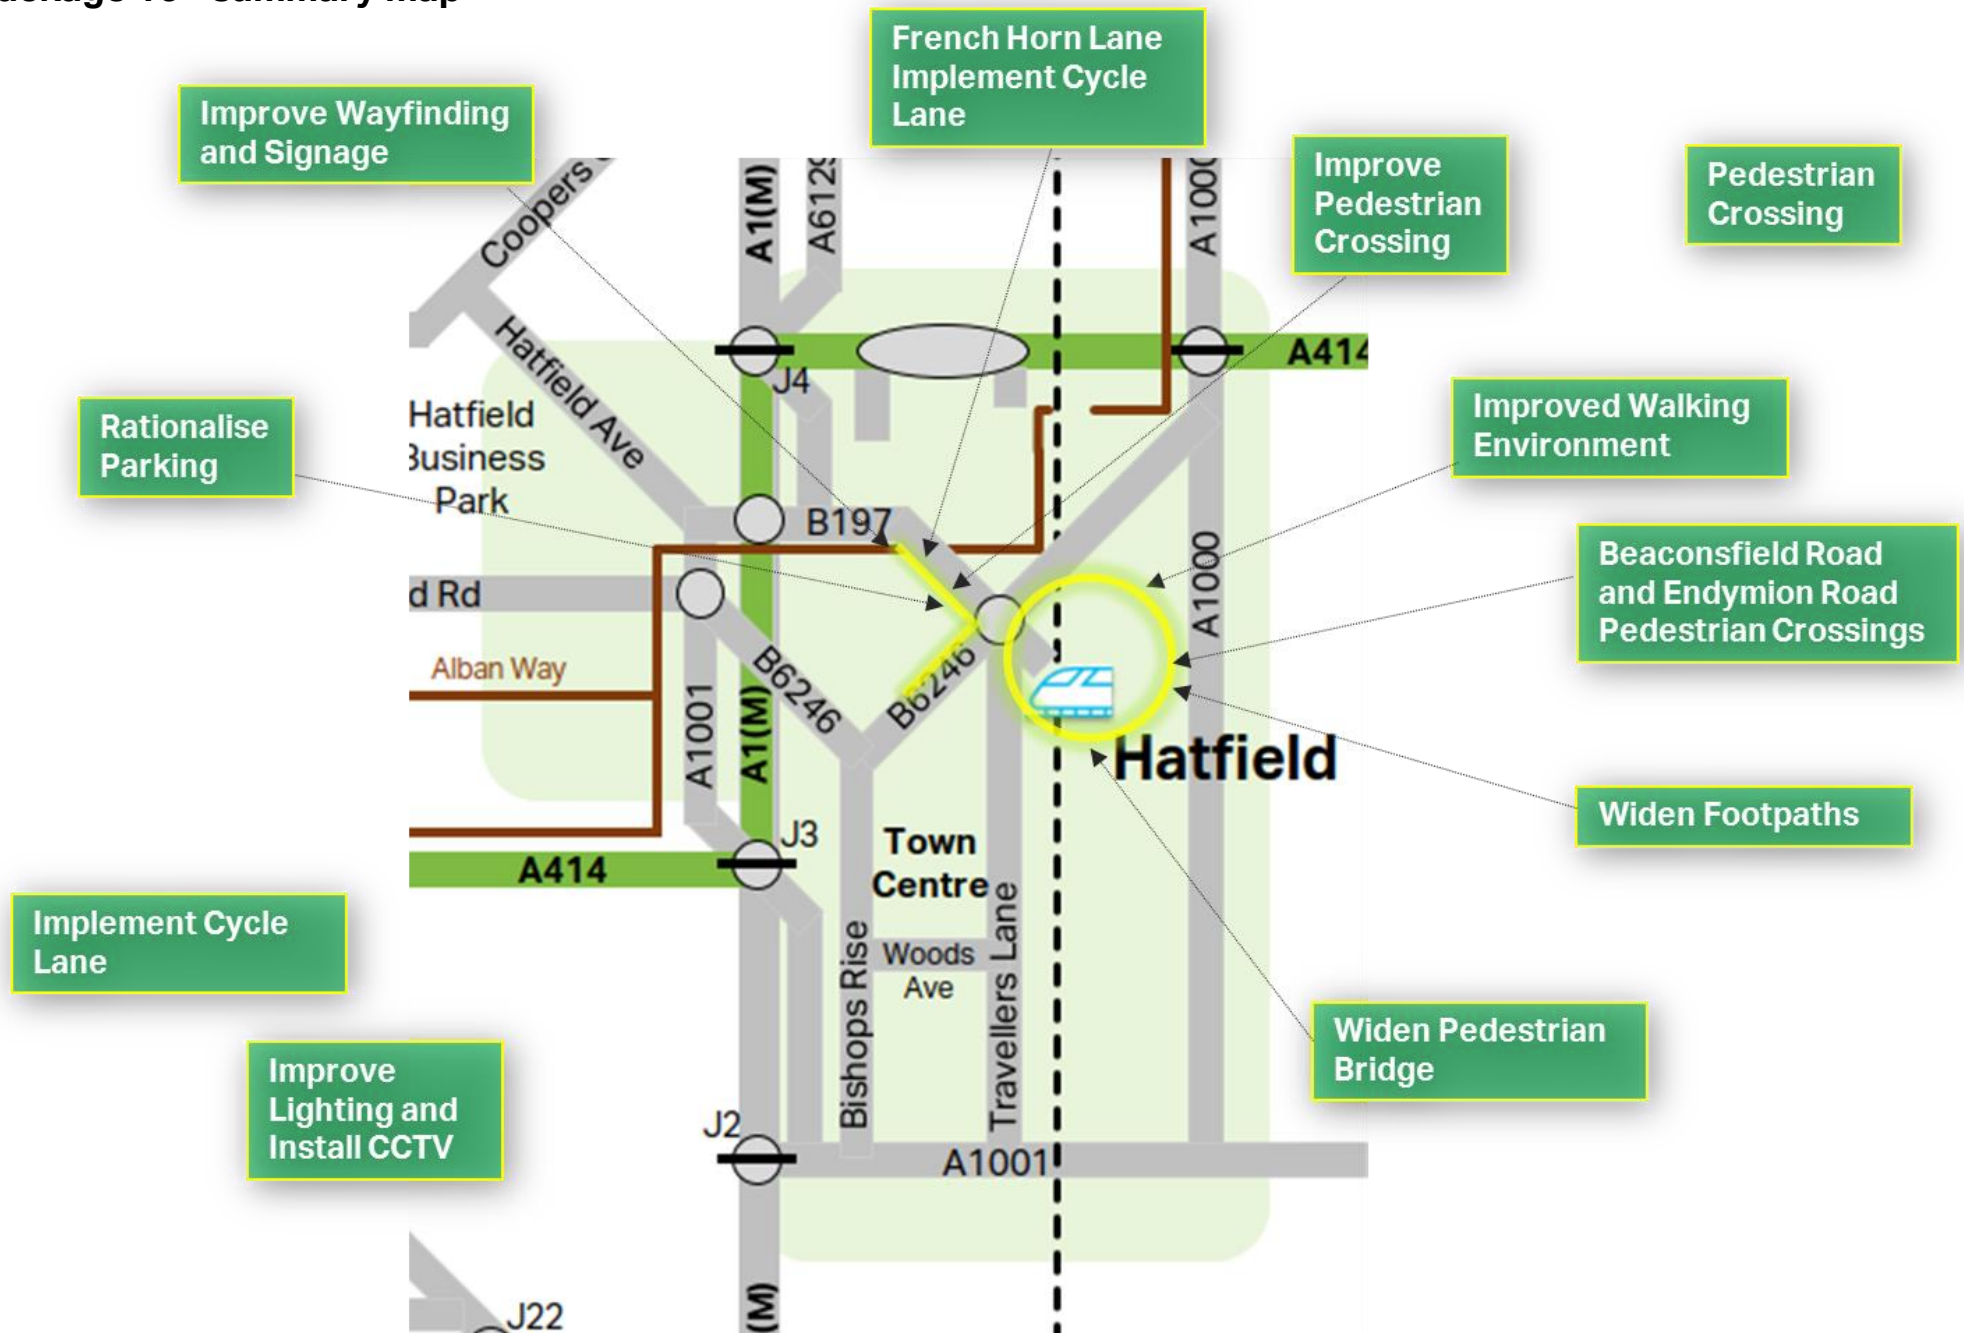 Summary Map
French Horn Lane
Implement Cycle
Lane
Improve Wayfinding
and Signage
Improve
Pedestrian
Crossing
Pedestrian
Crossing
Coopers
A1(M)
A6129
A1000
Hatfield Ave
J4
A414
Hatfield
Business
Park
Rationalise
Parking
Improved Walking
Environment
B197
A1000
Beaconsfield Road
and Endymion Road
Pedestrian Crossings
d Rd
Alban Way
B6246
B6246
A1001
A1(M)
Hatfield
Widen Footpaths
J3
Town
Centre
A414
Implement Cycle
Lane
Woods
Ave
Bishops Rise
Travellers Lane
Widen Pedestrian
Bridge
Improve
Lighting and
Install CCTV
J2
A1001
(M)
J22